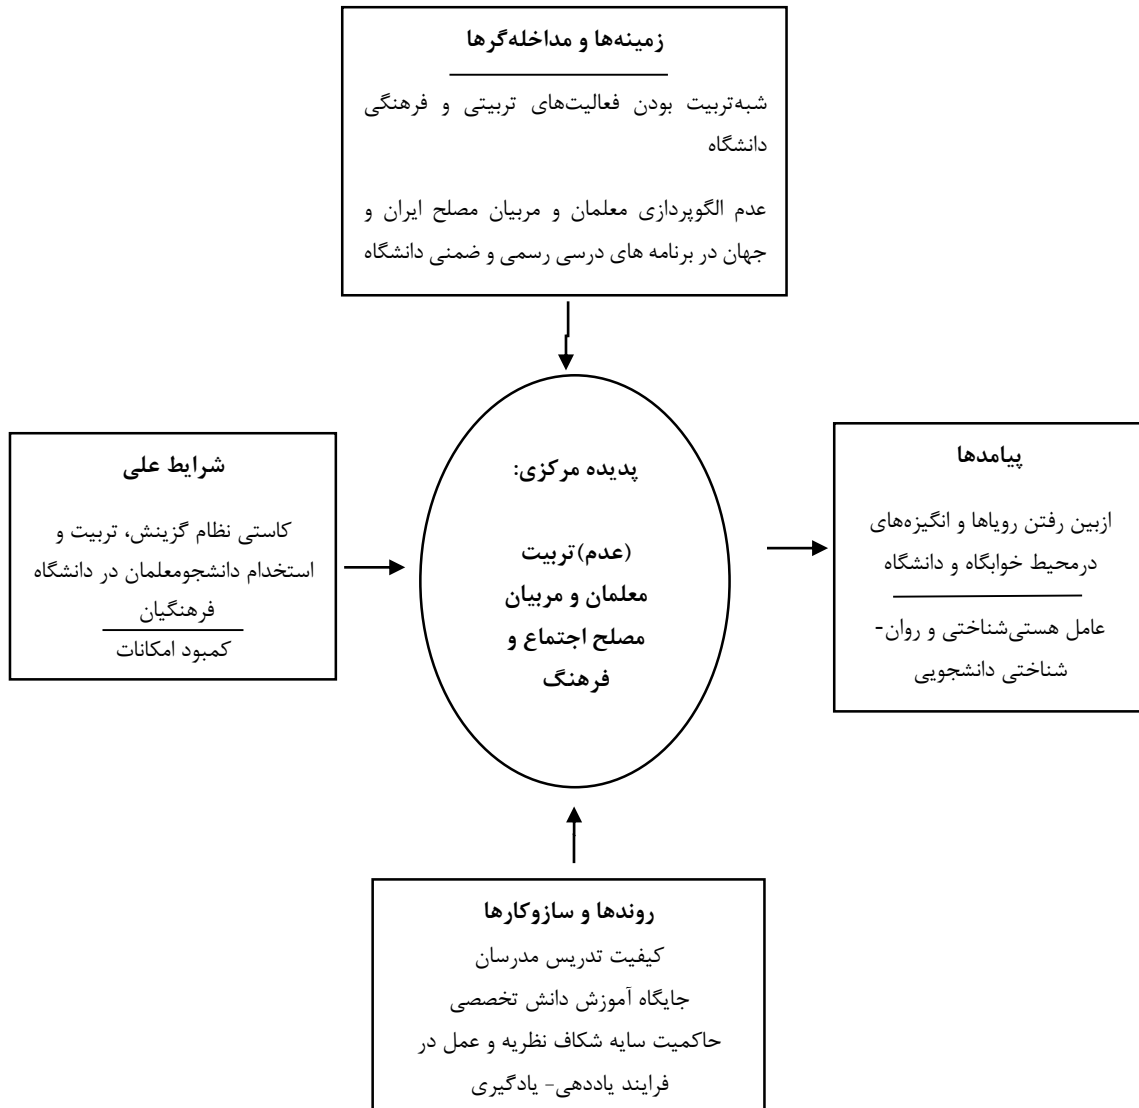 زمینه‌ها و مداخله‌گرها
شبه‌تربیت بودن فعالیت‌های تربیتی و فرهنگی
دانشگاه
عدم الگوپردازی معلمان و مربیان مصلح ایران و
جهان در برنامه های درسی رسمی و ضمنی دانشگاه
شرایط علی
کاستی نظام گزینش، تربیت و
استخدام دانشجومعلمان در دانشگاه
فرهنگیان
کمبود امکانات
پدیده مرکزی:
(عدم)تربیت
معلمان و مربیان
مصلح اجتماع و
فرهنگ
پیامدها
ازبین رفتن رویاها و انگیزه‌های
درمحیط خوابگاه و دانشگاه
عامل هستی‌شناختی و روان-
شناختی دانشجویی
روندها و سازوکارها
کیفیت تدریس مدرسان
جایگاه آموزش دانش تخصصی
حاکمیت سایه شکاف نظریه و عمل در
فرایند یاددهی- یادگیری